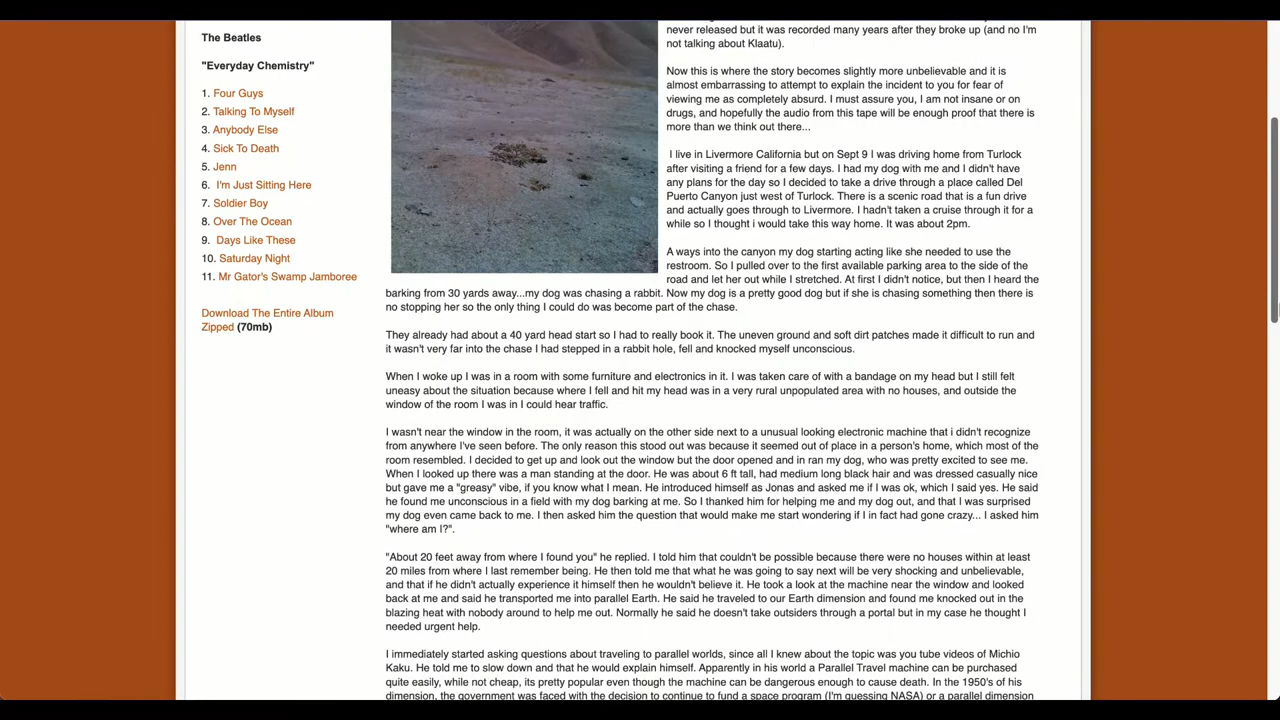 The Beatles
"Everyday Chemistry"
1. Four Guys
2. Talking To Myself
3. Anybody Else
4. Sick To Death
5. Jenn
6.  I'm Just Sitting Here
7. Soldier Boy
8. Over The Ocean
9.  Days Like These
10. Saturday Night
11. Mr Gator's Swamp Jamboree
Download The Entire Album
Zipped (70mb)
never released but it was recorded many years after they broke up (and no I'm
not talking about Klaatu).
Now this is where the story becomes slightly more unbelievable and it is
almost embarrassing to attempt to explain the incident to you for fear of
viewing me as completely absurd. I must assure you, I am not insane or on
drugs, and hopefully the audio from this tape will be enough proof that there is
more than we think out there...
I live in Livermore California but on Sept 9 I was driving home from Turlock
after visiting a friend for a few days. I had my dog with me and I didn't have
any plans for the day so I decided to take a drive through a place called Del
Puerto Canyon just west of Turlock. There is a scenic road that is a fun drive
and actually goes through to Livermore. I hadn't taken a cruise through it for a
while so I thought i would take this way home. It was about 2pm.
A ways into the canyon my dog starting acting like she needed to use the
restroom. So I pulled over to the first available parking area to the side of the
road and let her out while I stretched. At first I didn't notice, but then I heard the
barking from 30 yards away...my dog was chasing a rabbit. Now my dog is a pretty good dog but if she is chasing something then there is
no stopping her so the only thing I could do was become part of the chase.
They already had about a 40 yard head start so I had to really book it. The uneven ground and soft dirt patches made it difficult to run and
it wasn't very far into the chase I had stepped in a rabbit hole, fell and knocked myself unconscious.
When I woke up I was in a room with some furniture and electronics in it. I was taken care of with a bandage on my head but I still felt
uneasy about the situation because where I fell and hit my head was in a very rural unpopulated area with no houses, and outside the
window of the room I was in I could hear traffic.
I wasn't near the window in the room, it was actually on the other side next to a unusual looking electronic machine that i didn't recognize
from anywhere I've seen before. The only reason this stood out was because it seemed out of place in a person's home, which most of the
room resembled. I decided to get up and look out the window but the door opened and in ran my dog, who was pretty excited to see me.
When I looked up there was a man standing at the door. He was about 6 ft tall, had medium long black hair and was dressed casually nice
but gave me a "greasy" vibe, if you know what I mean. He introduced himself as Jonas and asked me if I was ok, which I said yes. He said
he found me unconscious in a field with my dog barking at me. So I thanked him for helping me and my dog out, and that I was surprised
my dog even came back to me. I then asked him the question that would make me start wondering if I in fact had gone crazy... I asked him
"where am I?".
"About 20 feet away from where I found you" he replied. I told him that couldn't be possible because there were no houses within at least
20 miles from where I last remember being. He then told me that what he was going to say next will be very shocking and unbelievable,
and that if he didn't actually experience it himself then he wouldn't believe it. He took a look at the machine near the window and looked
back at me and said he transported me into parallel Earth. He said he traveled to our Earth dimension and found me knocked out in the
blazing heat with nobody around to help me out. Normally he said he doesn't take outsiders through a portal but in my case he thought I
needed urgent help.
I immediately started asking questions about traveling to parallel worlds, since all I knew about the topic was you tube videos of Michio
Kaku. He told me to slow down and that he would explain himself. Apparently in his world a Parallel Travel machine can be purchased
quite easily, while not cheap, its pretty popular even though the machine can be dangerous enough to cause death. In the 1950's of his
dimension, the government was faced with the decision to continue to fund a space program (I'm guessing NASA) or a parallel dimension